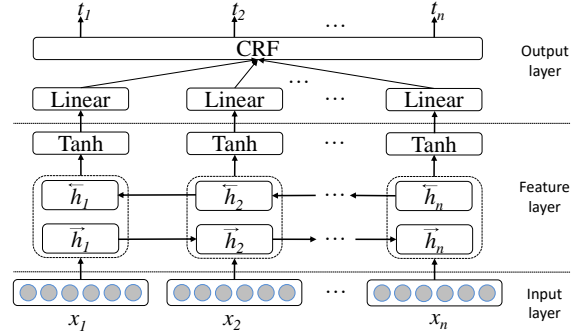 t1 t2 ... tn
CRF
Output layer
... 
Linear Linear ... Linear
Tanh Tanh ... Tanh
Feature layer
←h1 ←h2 ... ←hn
→h1 →h2 ... →hn
Input layer
...
x1 x2 ... xn